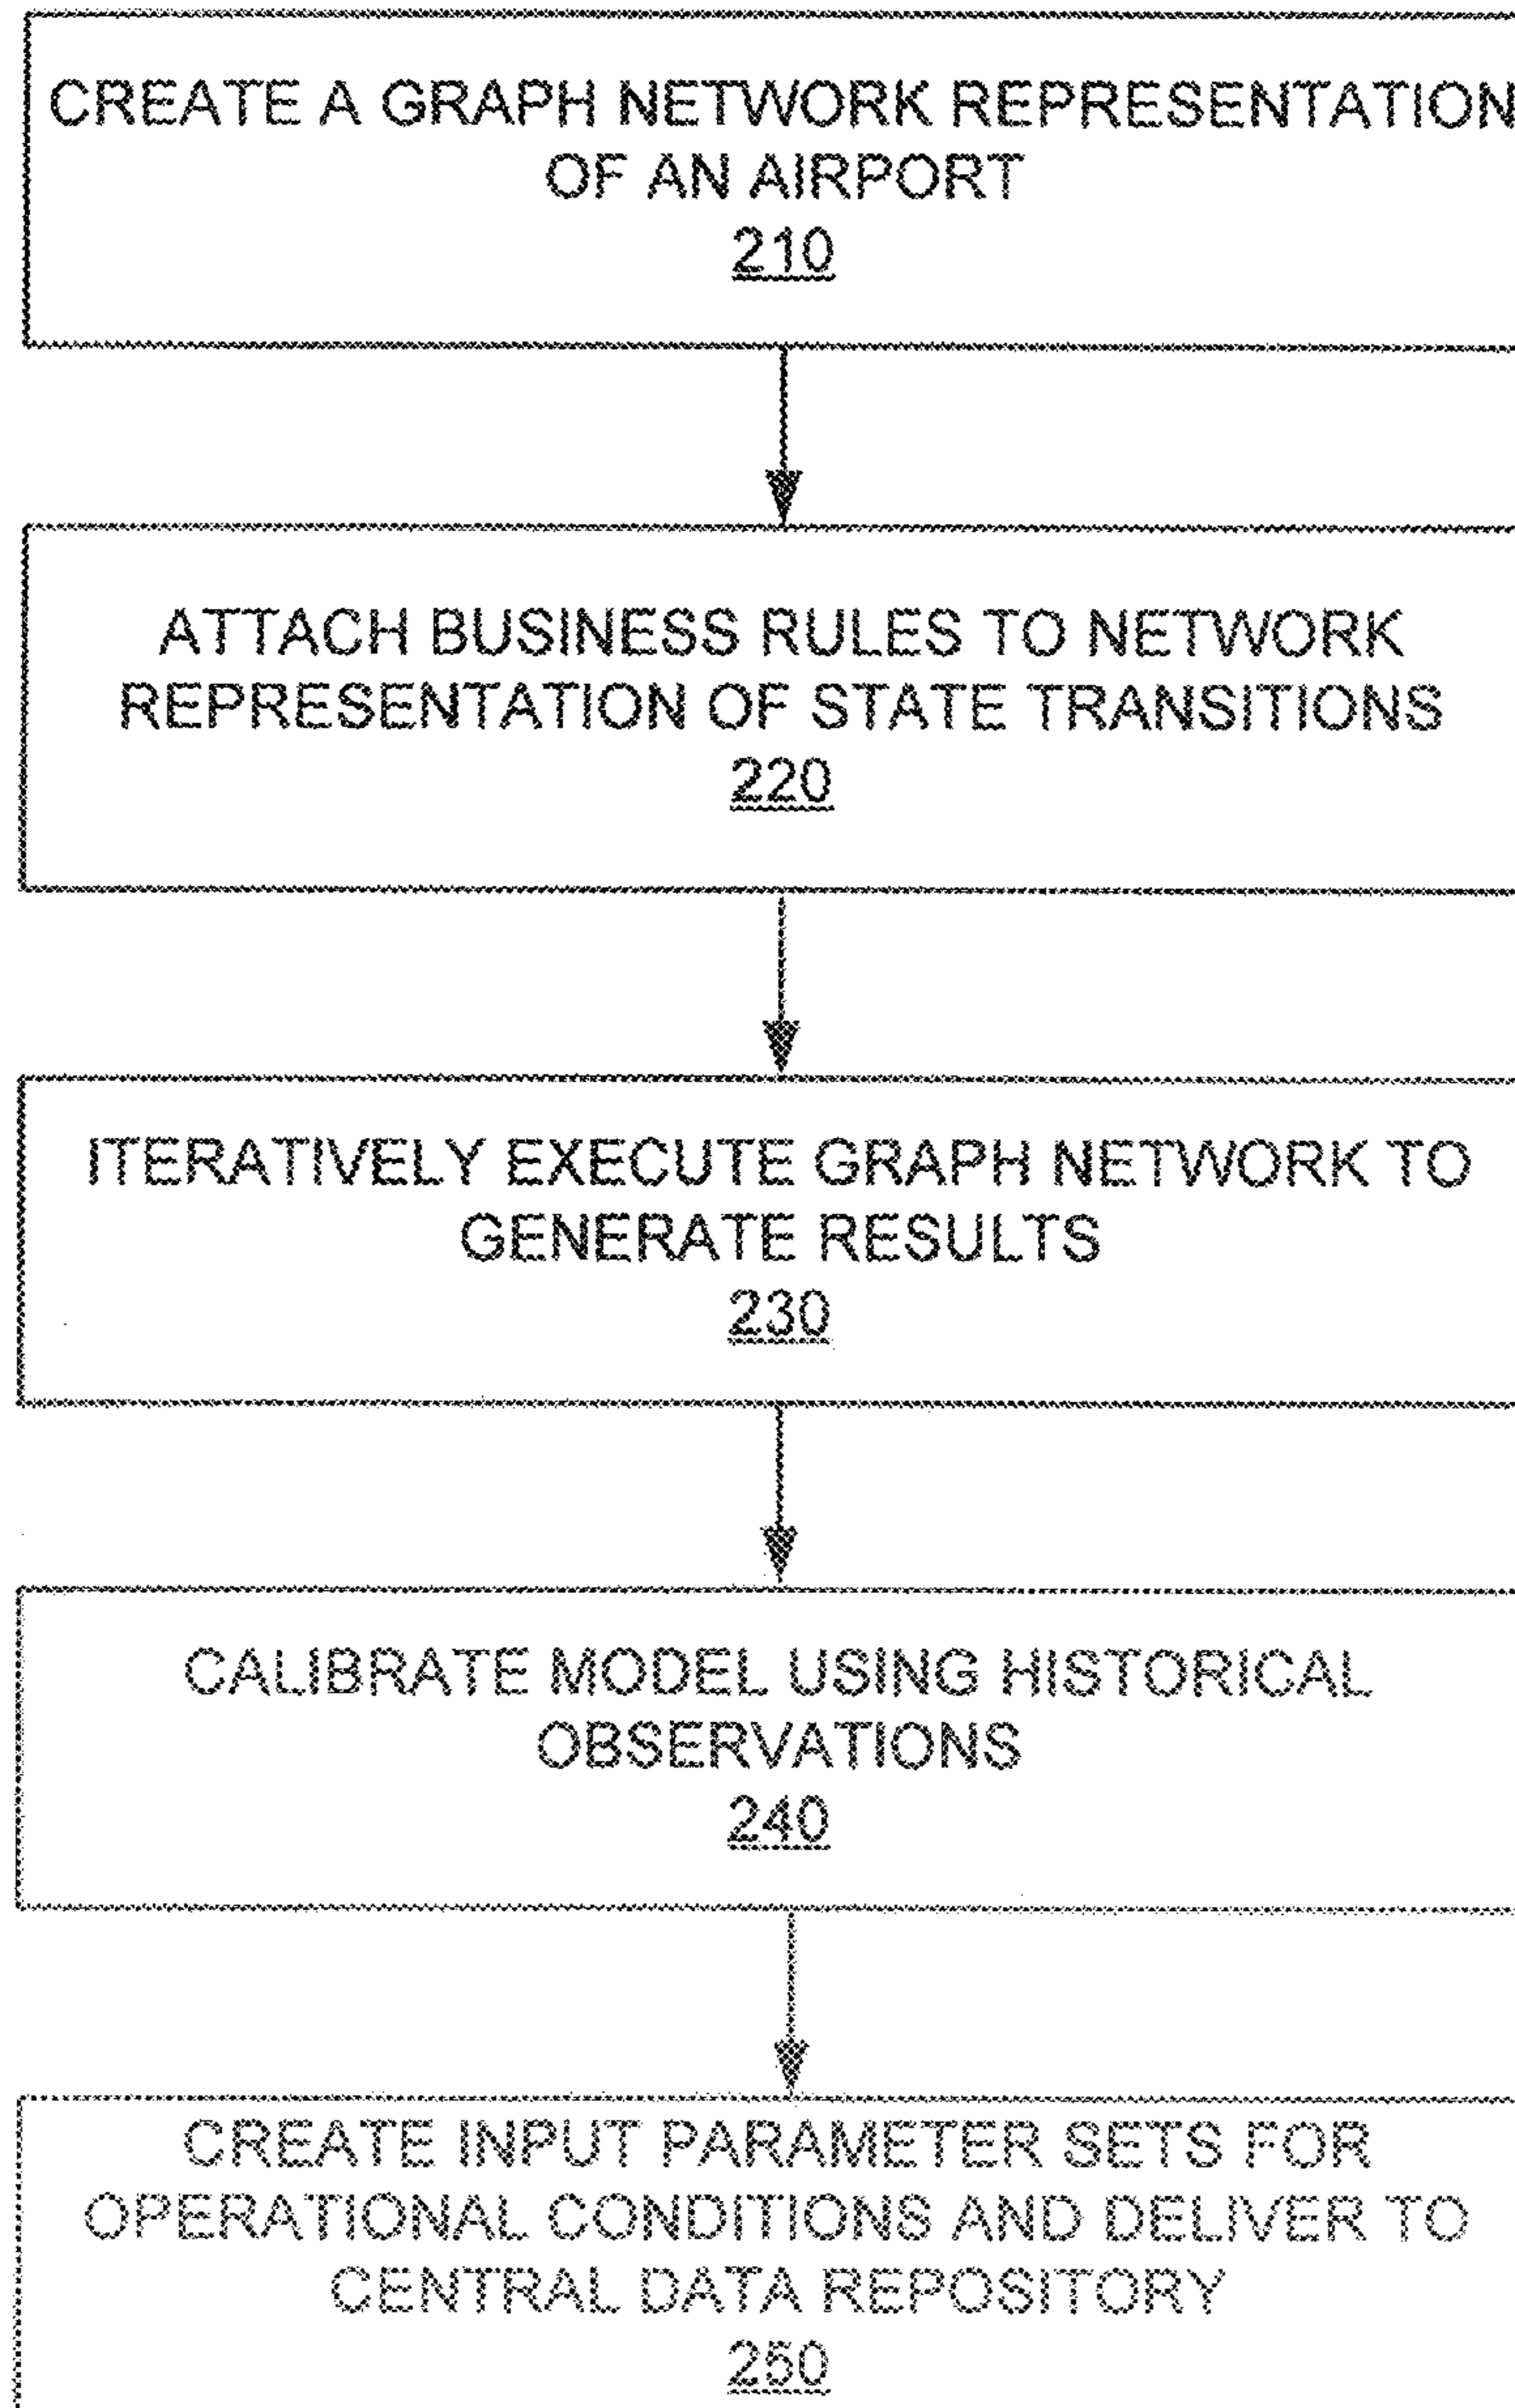 CREATE A GRAPH NETWORK REPRESENTATION
OF AN AIRPORT
210
ATTACH BUSINESS RULES TO NETWORK
REPRESENTATION OF STATE TRANSITIONS
220
ITERATIVELY EXECUTE GRAPH NETWORK TO
GENERATE RESULTS
230
CALIBRATE MODEL USING HISTORICAL
OBSERVATIONS
240
CREATE INPUT PARAMETER SETS FOR
OPERATIONAL CONDITIONS AND DELIVER TO
CENTRAL DATA REPOSITORY
250